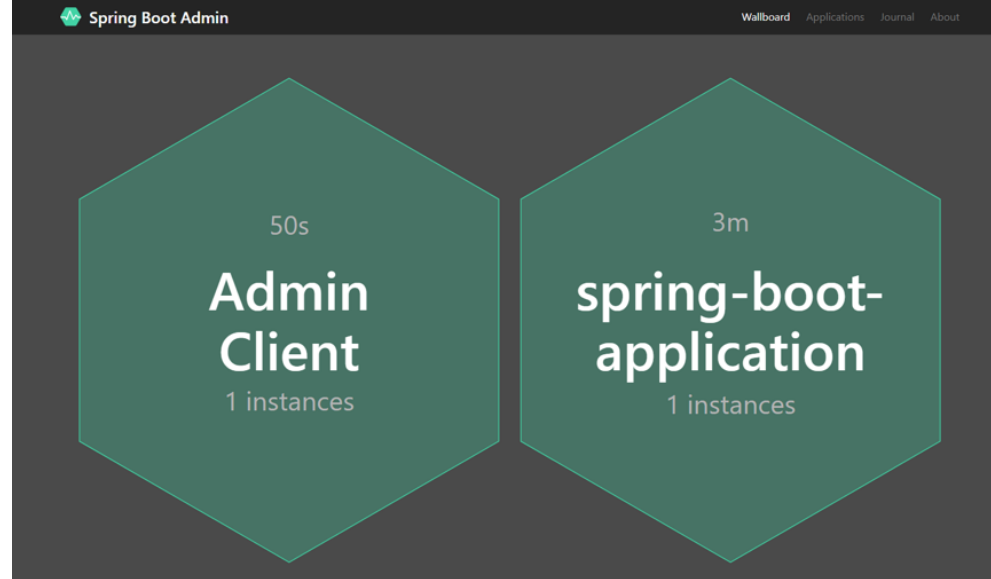 Spring Boot Admin
Wallboard Applications Journal About
50s
Admin
Client
1 instances
3m
spring-boot-
application
1 instances